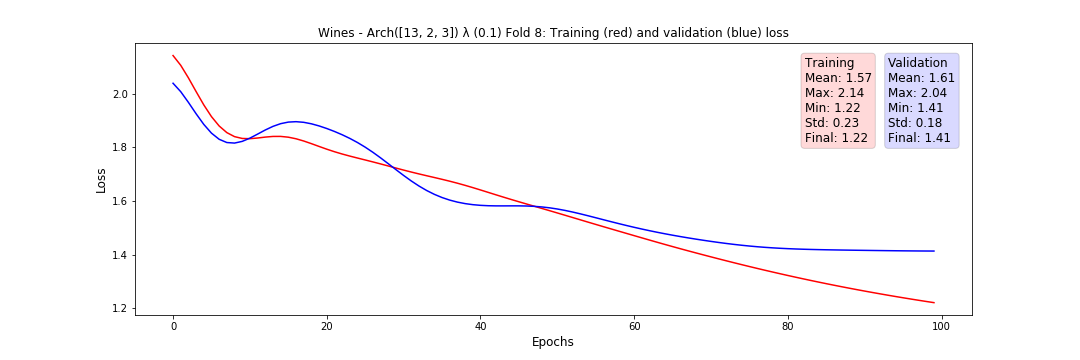 Wines - Arch([13, 2, 3]) λ (0.1) Fold 8: Training (red) and validation (blue) loss
Training
Mean: 1.57
Max: 2.14
Min: 1.22
Std: 0.23
Final: 1.22
Validation
Mean: 1.61
Max: 2.04
Min: 1.41
Std: 0.18
Final: 1.41
Loss
2.0
1.8
1.6
1.4
1.2
0 20 40 60 80 100
Epochs